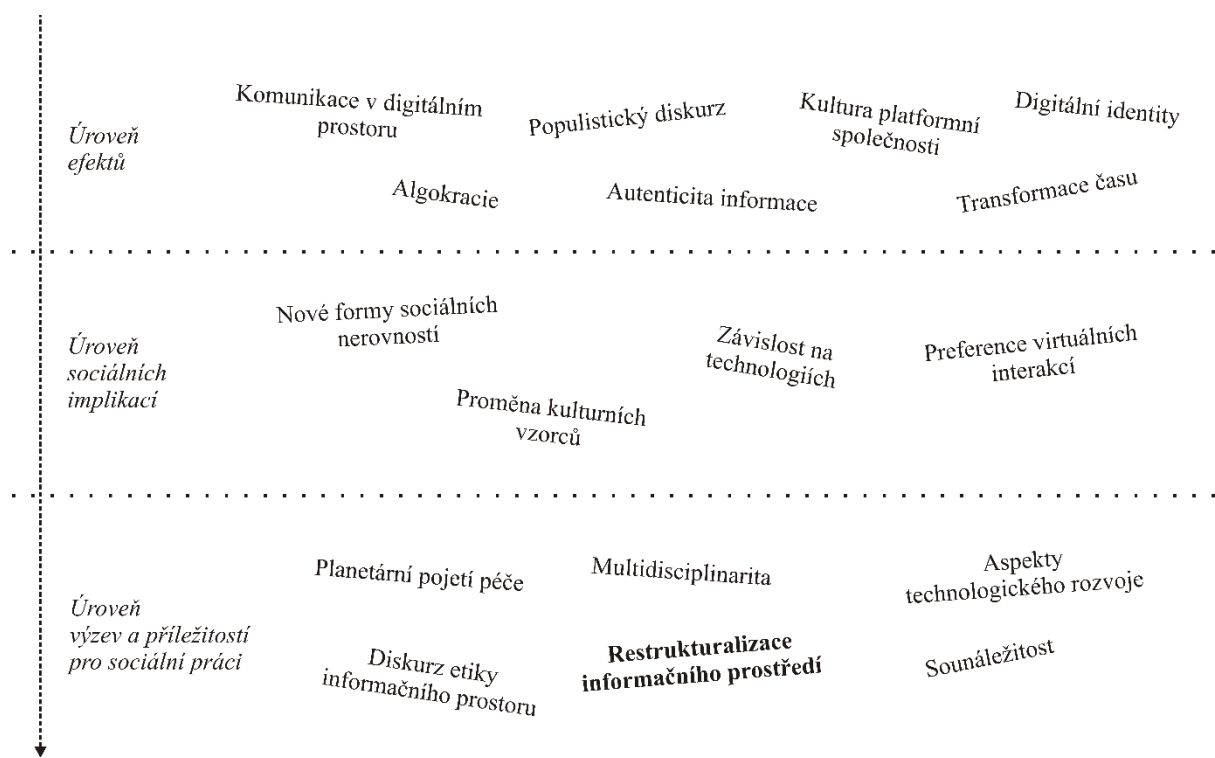 Úroveň
efektů
Komunikace v digitálním
prostoru
Populistický diskurz
Kultura platformní
společnosti
Digitální identity
Algokracie
Autenticita informace
Transformace času
Úroveň
sociálních
implikací
Nové formy sociálních
nerovností
Závislost na
technologiích
Preference virtuálních
interakcí
Proměna kulturních
vzorců
Úroveň
výzev a příležitostí
pro sociální práci
Planetární pojetí péče
Multidisciplinarita
Aspekty
technologického rozvoje
Diskurz etiky
informačního prostoru
Restrukturalizace
informačního prostředí
Sounáležitost